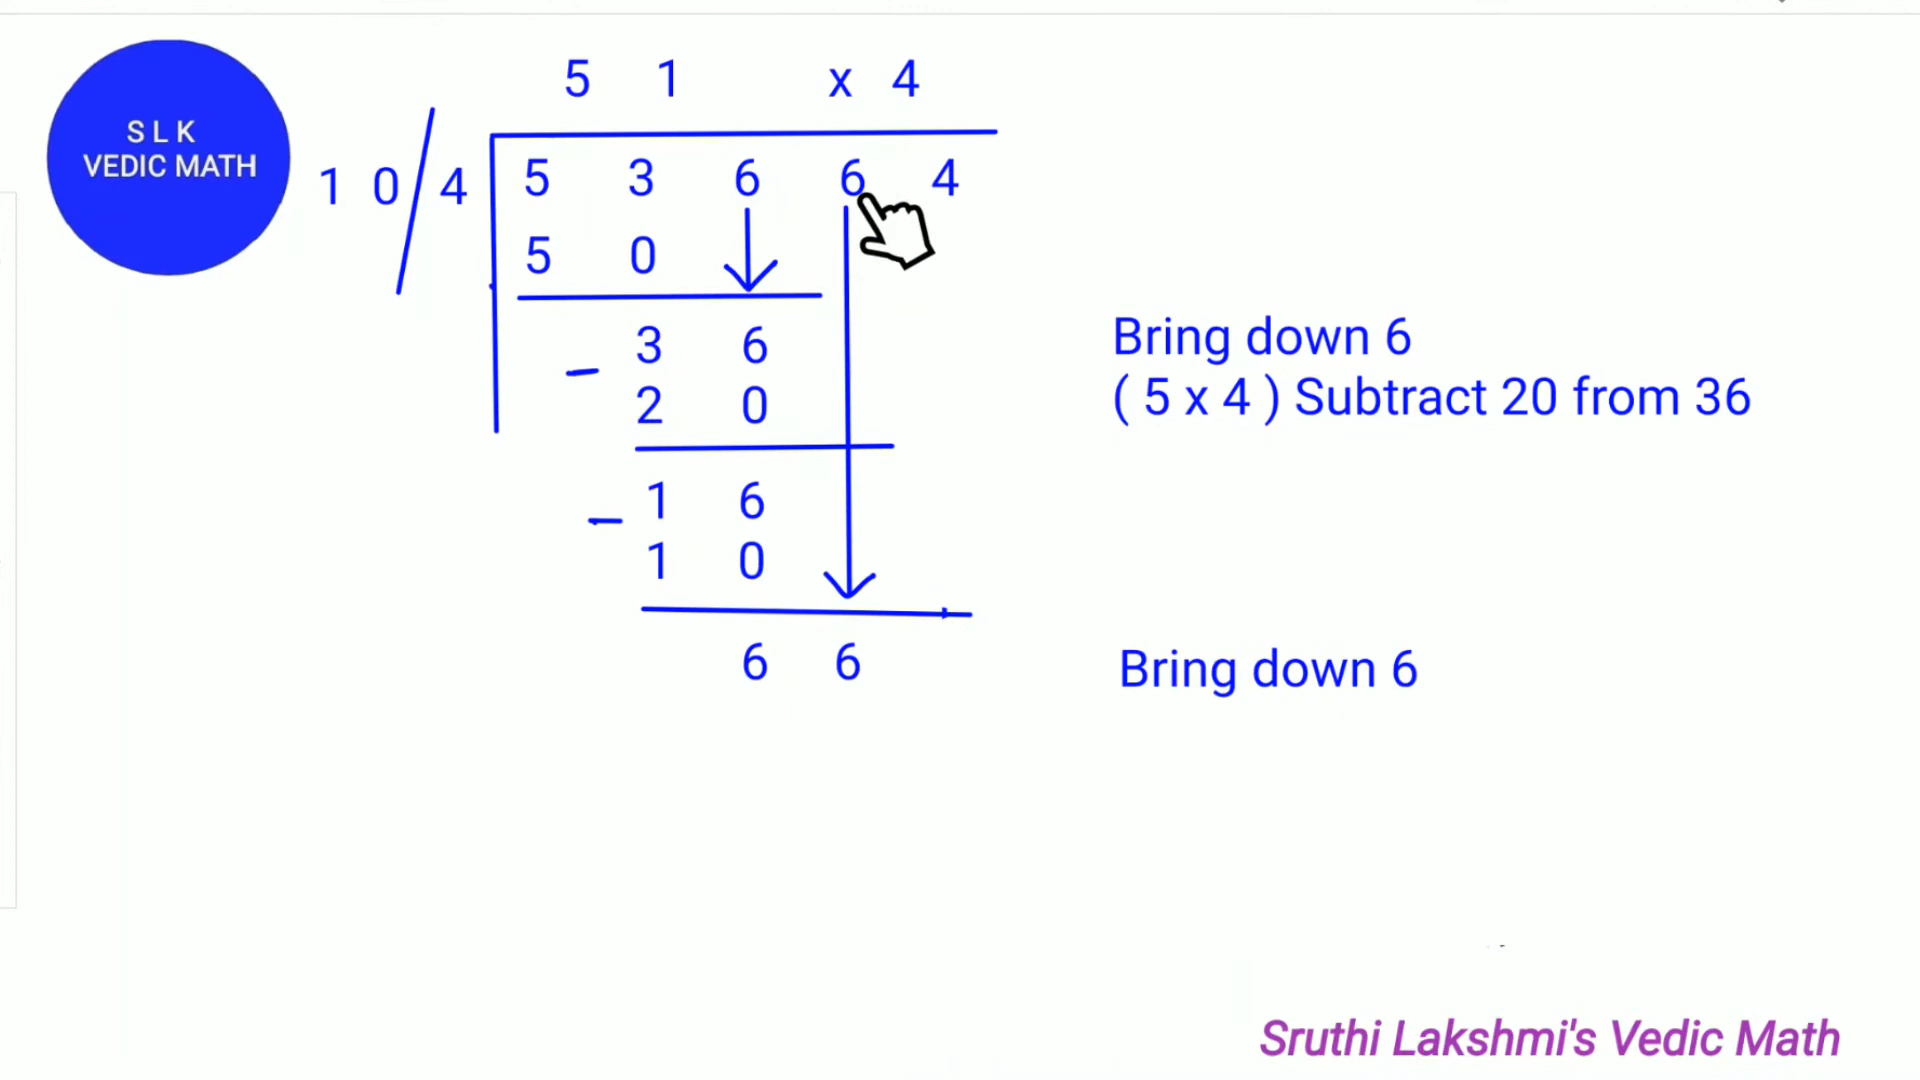 S L K
VEDIC MATH
5 1 x 4
1 0 / 4 5 3 6 6 4
5 0
3 6
Bring down 6
−
2 0
( 5 x 4 ) Subtract 20 from 36
1 6
−
1 0
6 6
Bring down 6
Sruthi Lakshmi's Vedic Math